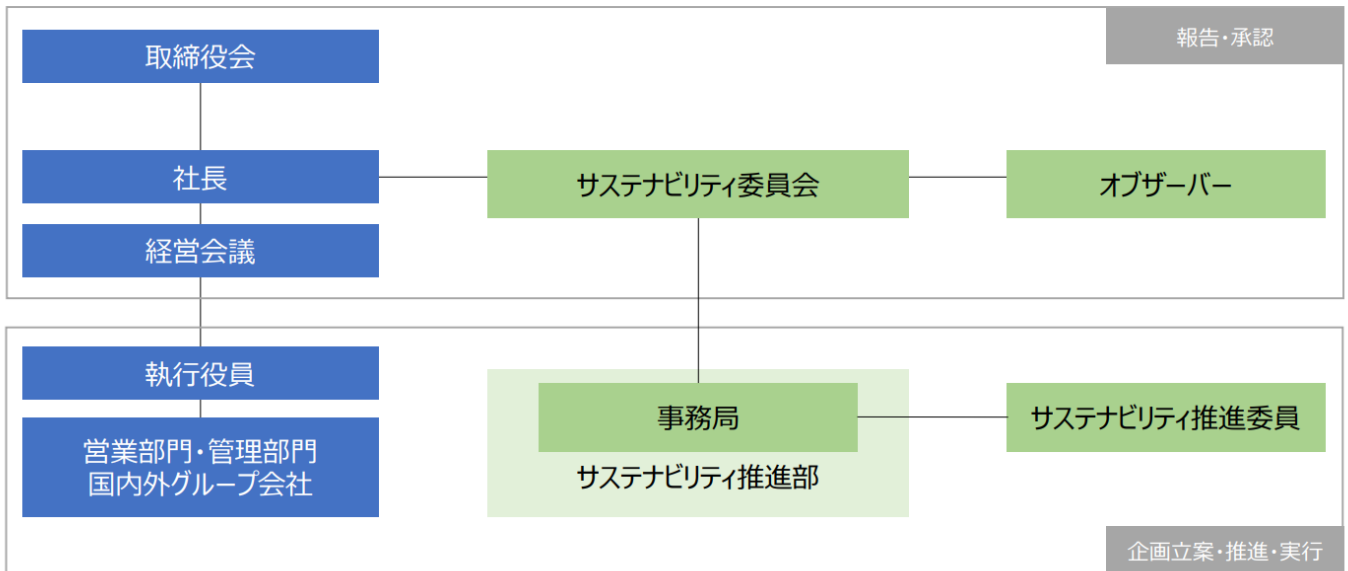 取締役会
報告・承認
社長
サステナビリティ委員会
オブザーバー
経営会議
執行役員
事務局
サステナビリティ推進委員
営業部門・管理部門
国内外グループ会社
サステナビリティ推進部
企画立案・推進・実行